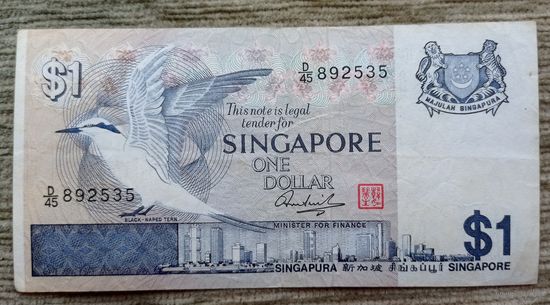 $1
D/45 892535
MAJULAH SINGAPURA
This note is legal
tender for
SINGAPORE
ONE
DOLLAR
D/45 892535
BLACK-NAPED TERN
MINISTER FOR FINANCE
$1
SINGAPURA 新加坡 சிங்கப்பூர் SINGAPORE